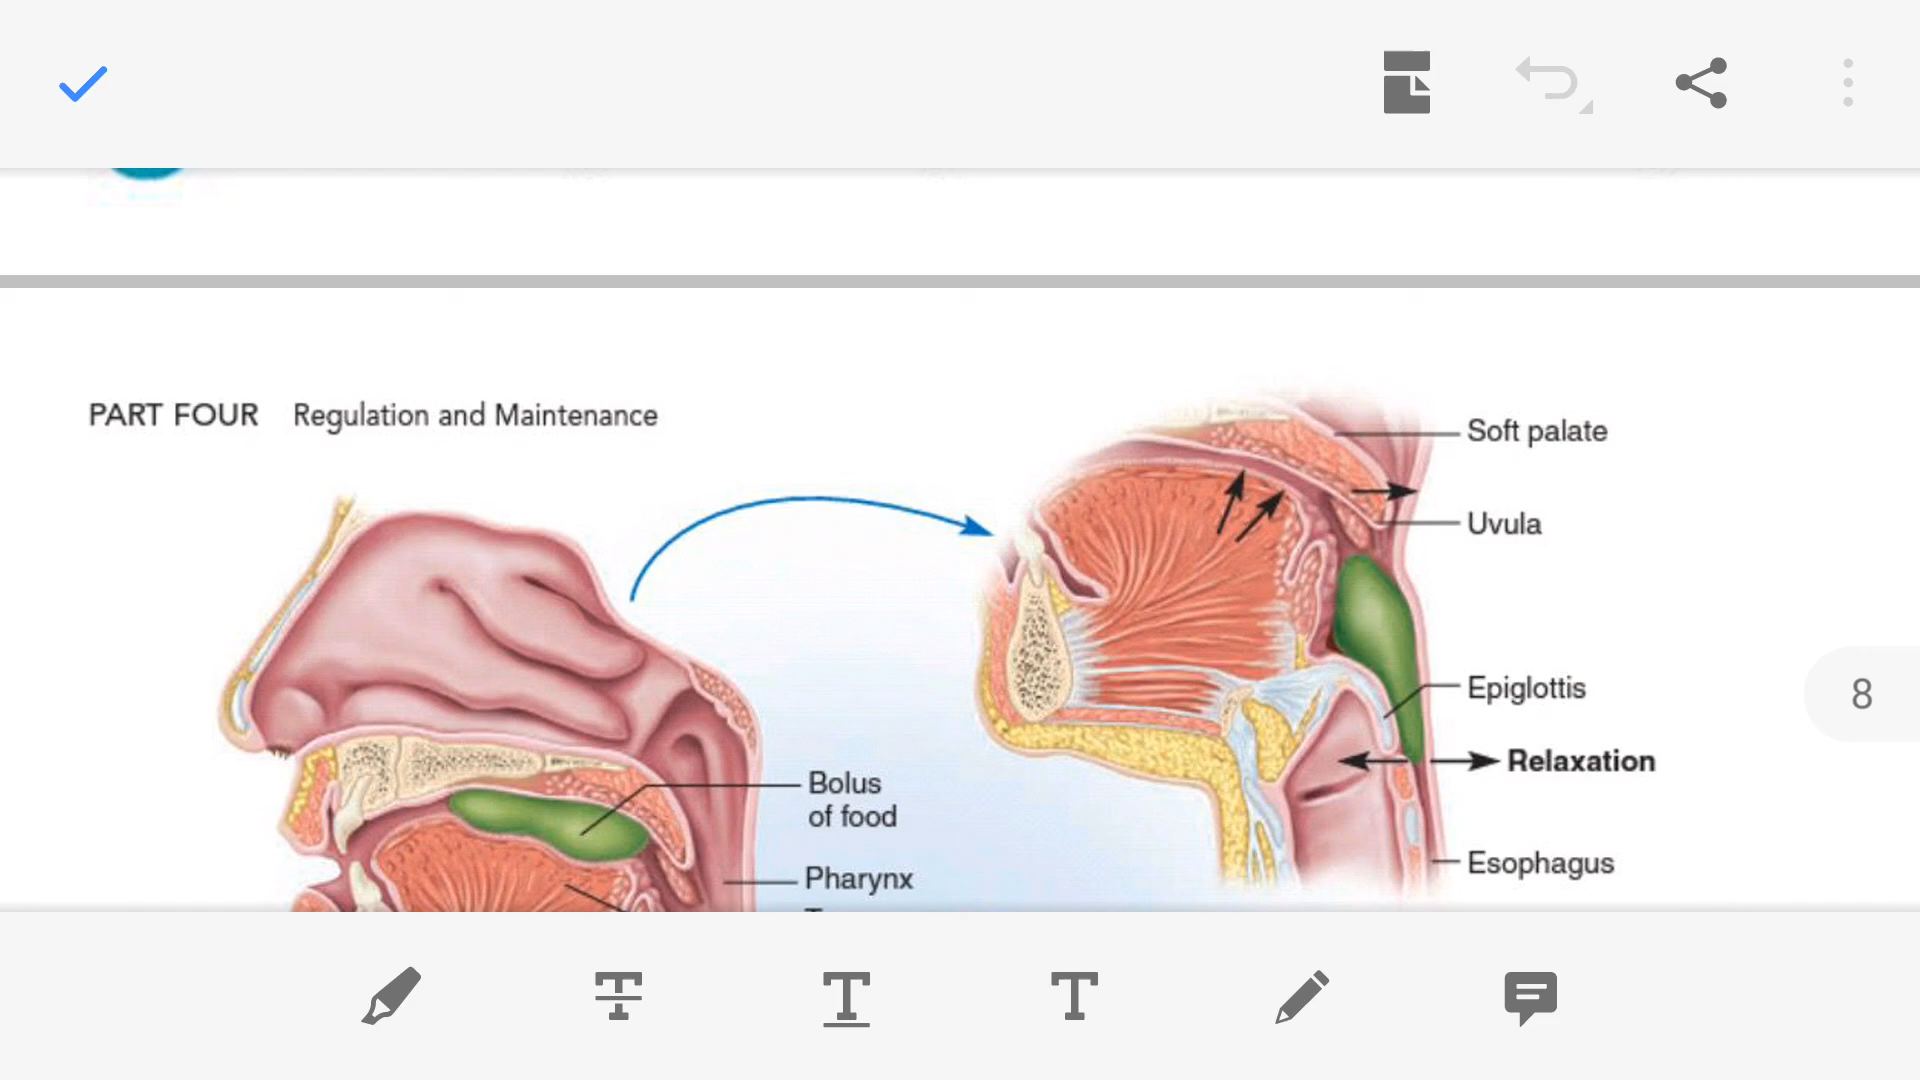 PART FOUR Regulation and Maintenance
Soft palate
Uvula
Epiglottis
8
Relaxation
Bolus
of food
Esophagus
Pharynx